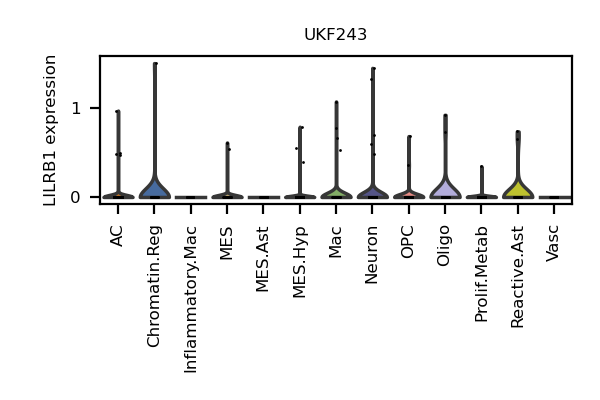 UKF243
LILRB1 expression
1
0
AC
Chromatin.Reg
Inflammatory.Mac
MES
MES.Ast
MES.Hyp
Mac
Neuron
OPC
Oligo
Prolif.Metab
Reactive.Ast
Vasc